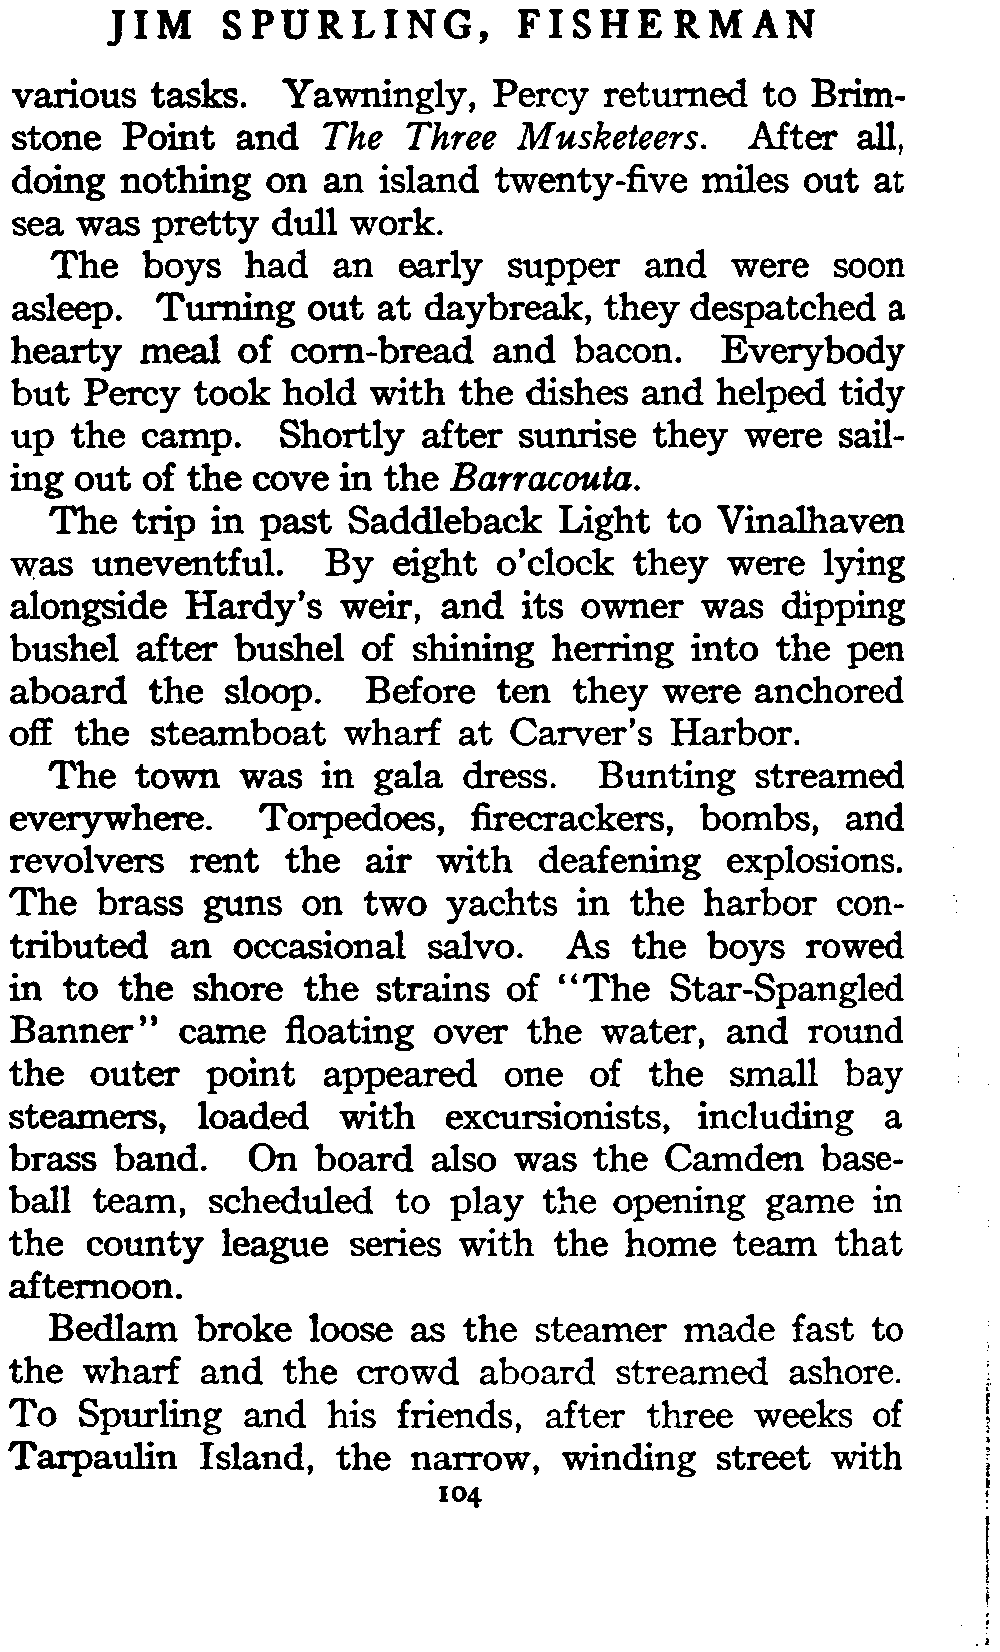 JIM SPURLING, FISHERMAN
various tasks. Yawningly, Percy returned to Brim-
stone Point and The Three Musketeers. After all,
doing nothing on an island twenty-five miles out at
sea was pretty dull work.
The boys had an early supper and were soon
asleep. Turning out at daybreak, they despatched a
hearty meal of corn-bread and bacon. Everybody
but Percy took hold with the dishes and helped tidy
up the camp. Shortly after sunrise they were sail-
ing out of the cove in the Barracouta.
The trip in past Saddleback Light to Vinalhaven
was uneventful. By eight o'clock they were lying
alongside Hardy's weir, and its owner was dipping
bushel after bushel of shining herring into the pen
aboard the sloop. Before ten they were anchored
off the steamboat wharf at Carver's Harbor.
The town was in gala dress. Bunting streamed
everywhere. Torpedoes, firecrackers, bombs, and
revolvers rent the air with deafening explosions.
The brass guns on two yachts in the harbor con-
tributed an occasional salvo. As the boys rowed
in to the shore the strains of "The Star-Spangled
Banner" came floating over the water, and round
the outer point appeared one of the small bay
steamers, loaded with excursionists, including a
brass band. On board also was the Camden base-
ball team, scheduled to play the opening game in
the county league series with the home team that
afternoon.
Bedlam broke loose as the steamer made fast to
the wharf and the crowd aboard streamed ashore.
To Spurling and his friends, after three weeks of
Tarpaulin Island, the narrow, winding street with
104